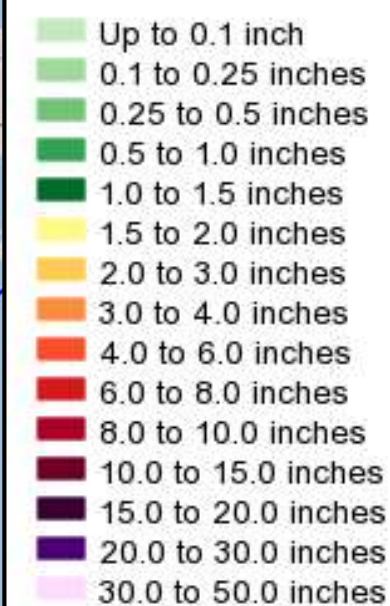 Up to 0.1 inch
0.1 to 0.25 inches
0.25 to 0.5 inches
0.5 to 1.0 inches
1.0 to 1.5 inches
1.5 to 2.0 inches
2.0 to 3.0 inches
3.0 to 4.0 inches
4.0 to 6.0 inches
6.0 to 8.0 inches
8.0 to 10.0 inches
10.0 to 15.0 inches
15.0 to 20.0 inches
20.0 to 30.0 inches
30.0 to 50.0 inches